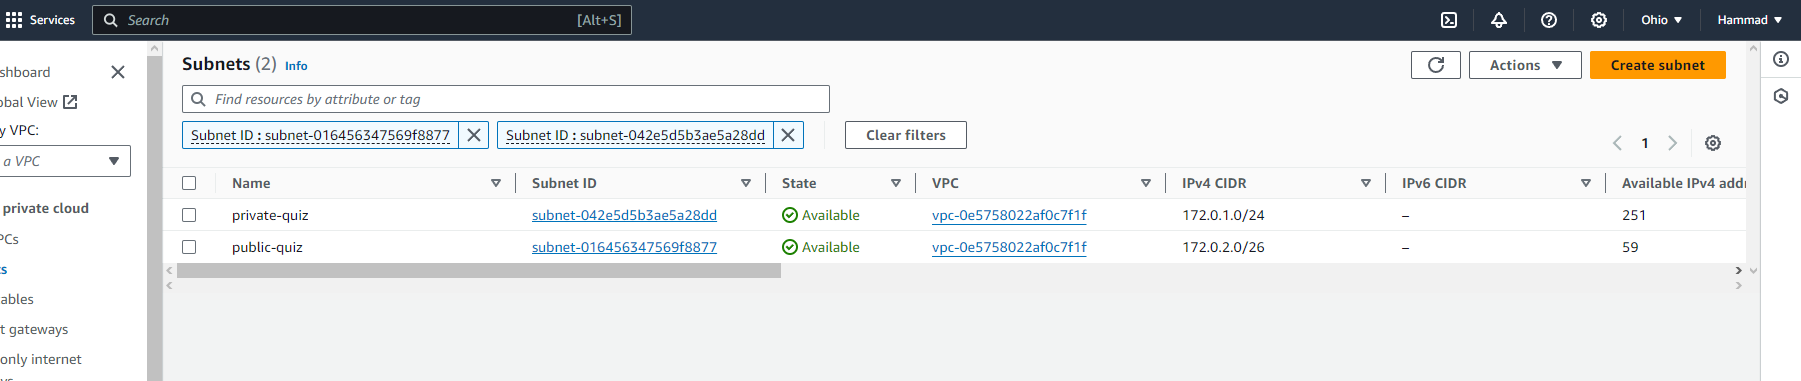 Services
Search
[Alt+S]
Ohio
Hammad
shboard
obal View
y VPC:
a VPC
private cloud
PCs
ts
ables
t gateways
only internet
Subnets (2) Info
Actions
Create subnet
Find resources by attribute or tag
Subnet ID : subnet-016456347569f8877
Subnet ID : subnet-042e5d5b3ae5a28dd
Clear filters
1
Name Subnet ID State VPC IPv4 CIDR IPv6 CIDR Available IPv4 addr
private-quiz subnet-042e5d5b3ae5a28dd Available vpc-0e5758022af0c7f1f 172.0.1.0/24 – 251
public-quiz subnet-016456347569f8877 Available vpc-0e5758022af0c7f1f 172.0.2.0/26 – 59